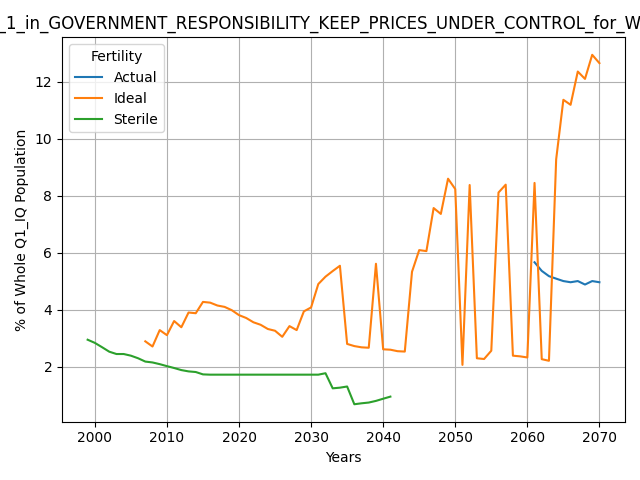 _1_in_GOVERNMENT_RESPONSIBILITY_KEEP_PRICES_UNDER_CONTROL_for_W
Fertility
Actual
Ideal
Sterile
% of Whole Q1_IQ Population
12
10
8
6
4
2
2000 2010 2020 2030 2040 2050 2060 2070
Years